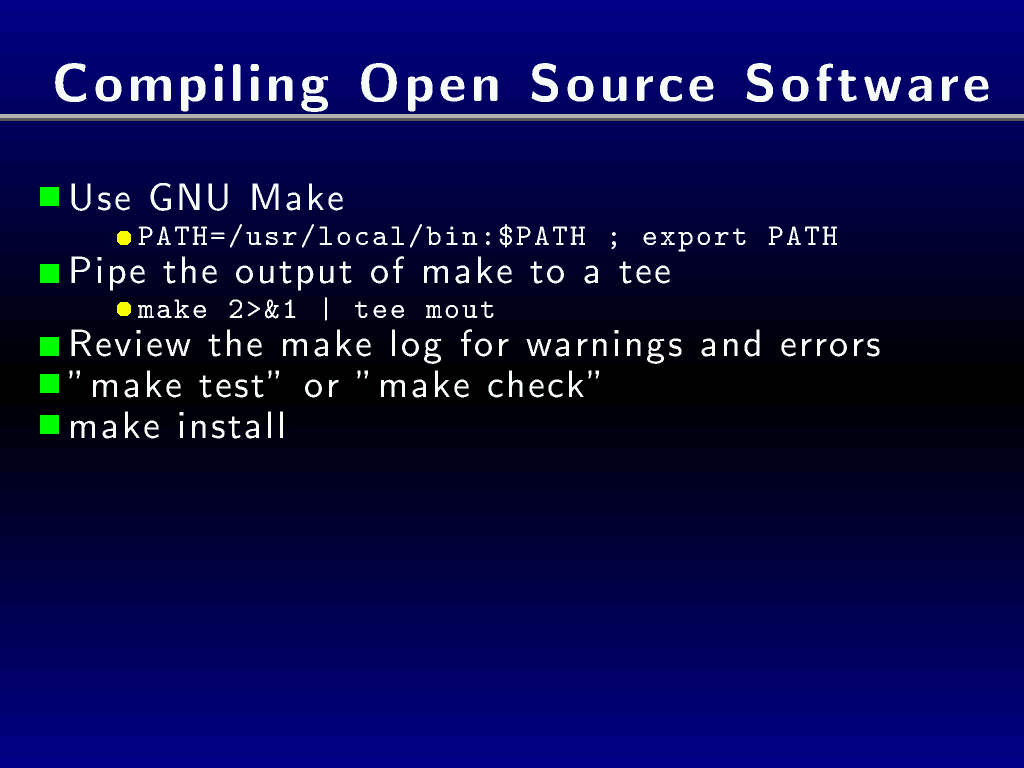 Compiling Open Source Software
Use GNU Make
PATH=/usr/local/bin:$PATH ; export PATH
Pipe the output of make to a tee
make 2>&1 | tee mout
Review the make log for warnings and errors
”make test” or ”make check”
make install